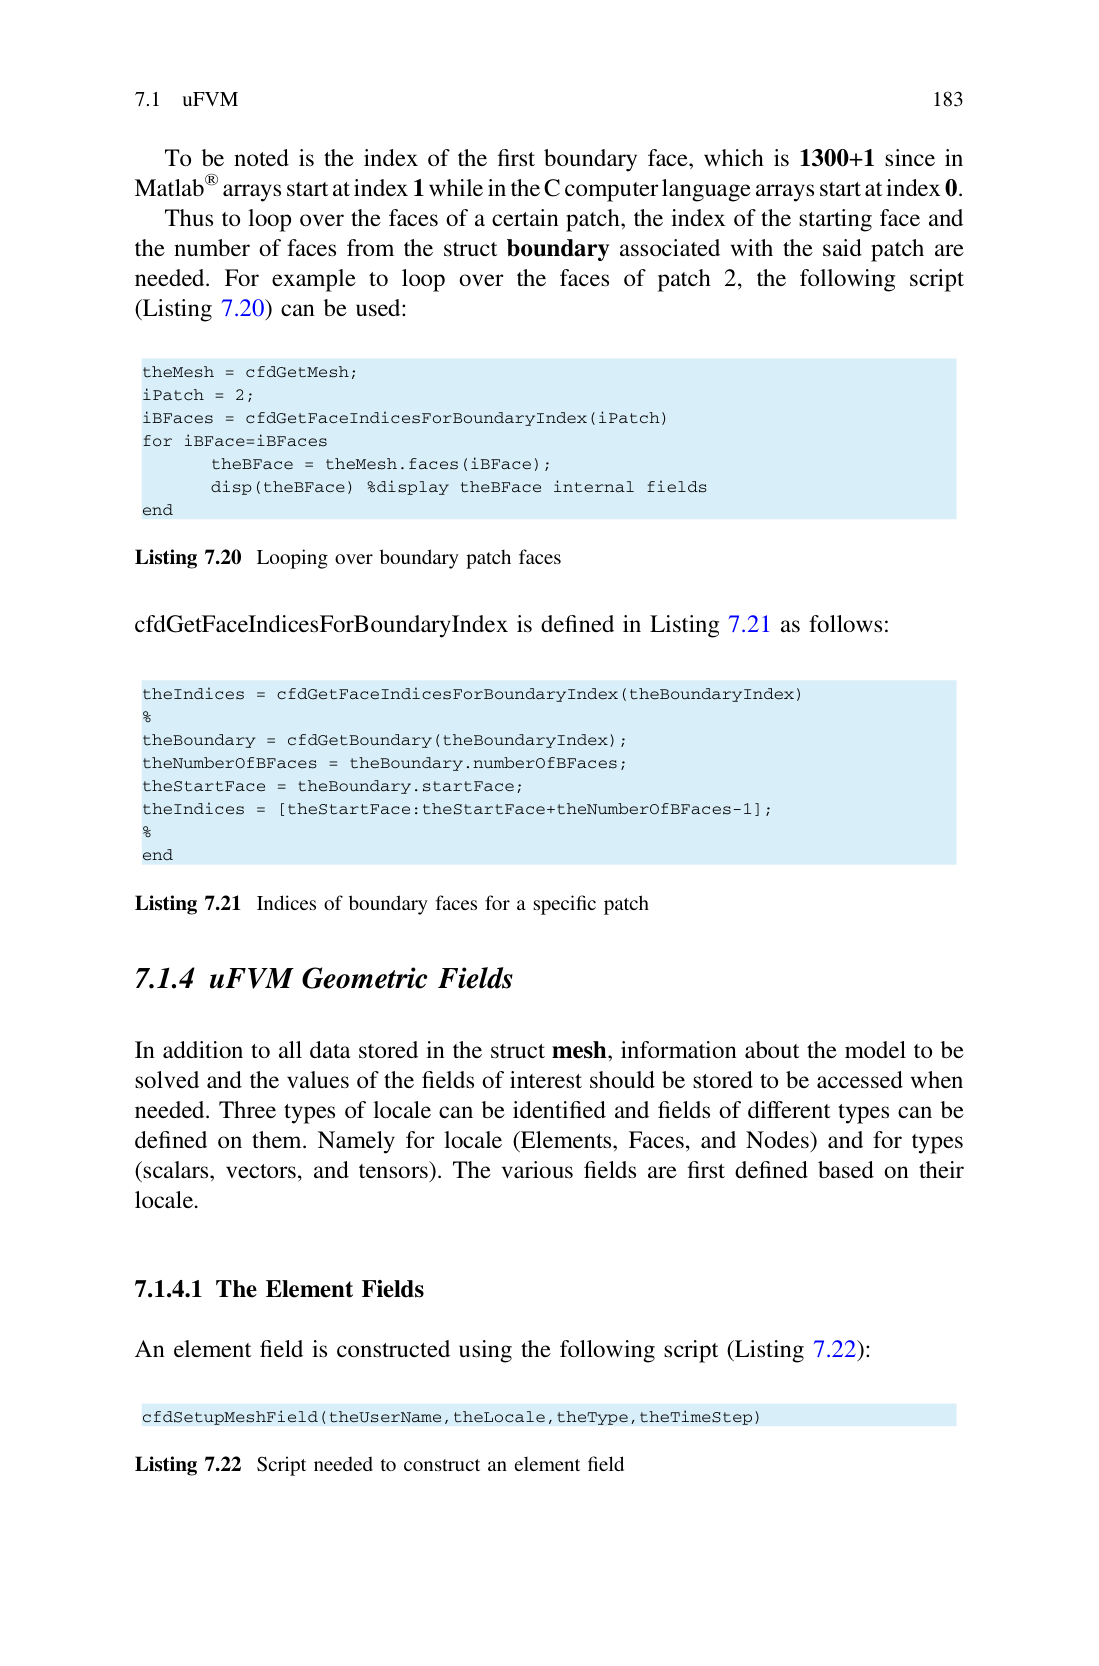 7.1 uFVM 183
To be noted is the index of the first boundary face, which is 1300+1 since in
Matlab® arrays start at index 1 while in the C computer language arrays start at index 0.
Thus to loop over the faces of a certain patch, the index of the starting face and
the number of faces from the struct boundary associated with the said patch are
needed. For example to loop over the faces of patch 2, the following script
(Listing 7.20) can be used:
theMesh = cfdGetMesh;
iPatch = 2;
iBFaces = cfdGetFaceIndicesForBoundaryIndex(iPatch)
for iBFace=iBFaces
theBFace = theMesh.faces(iBFace);
disp(theBFace) %display theBFace internal fields
end
Listing 7.20 Looping over boundary patch faces
cfdGetFaceIndicesForBoundaryIndex is defined in Listing 7.21 as follows:
theIndices = cfdGetFaceIndicesForBoundaryIndex(theBoundaryIndex)
%
theBoundary = cfdGetBoundary(theBoundaryIndex);
theNumberOfBFaces = theBoundary.numberOfBFaces;
theStartFace = theBoundary.startFace;
theIndices = [theStartFace:theStartFace+theNumberOfBFaces-1];
%
end
Listing 7.21 Indices of boundary faces for a specific patch
7.1.4 uFVM Geometric Fields
In addition to all data stored in the struct mesh, information about the model to be
solved and the values of the fields of interest should be stored to be accessed when
needed. Three types of locale can be identified and fields of different types can be
defined on them. Namely for locale (Elements, Faces, and Nodes) and for types
(scalars, vectors, and tensors). The various fields are first defined based on their
locale.
7.1.4.1 The Element Fields
An element field is constructed using the following script (Listing 7.22):
cfdSetupMeshField(theUserName,theLocale,theType,theTimeStep)
Listing 7.22 Script needed to construct an element field